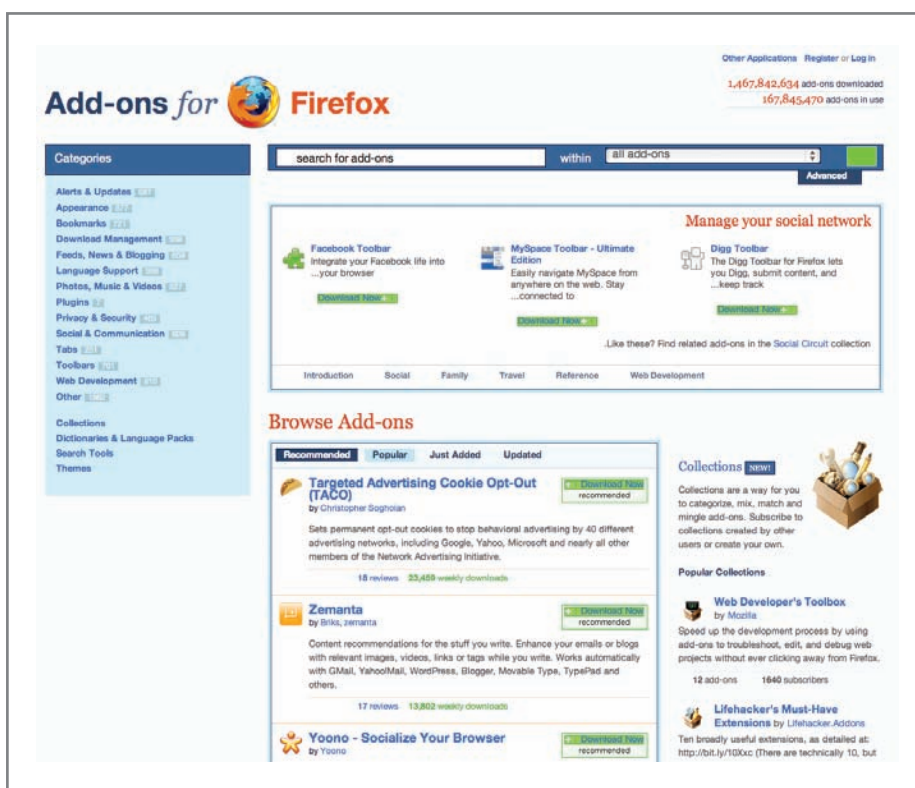 Other Applications Register or Log in
1,467,842,634 add-ons downloaded
167,845,470 add-ons in use
Add-ons for Firefox
Categories
Alerts & Updates
Appearance
Bookmarks
Download Management
Feeds, News & Blogging
Language Support
Photos, Music & Videos
Plugins
Privacy & Security
Social & Communication
Tabs
Toolbars
Web Development
Other
Collections
Dictionaries & Language Packs
Search Tools
Themes
search for add-ons within all add-ons
Advanced
Manage your social network
Facebook Toolbar
Integrate your Facebook life into
...your browser
Download Now
MySpace Toolbar - Ultimate
Edition
Easily navigate MySpace from
anywhere on the web. Stay
...connected to
Download Now
Digg Toolbar
The Digg Toolbar for Firefox lets
you Digg, submit content, and
...keep track
Download Now
.Like these? Find related add-ons in the Social Circuit collection
Introduction Social Family Travel Reference Web Development
Browse Add-ons
Recommended Popular Just Added Updated
Targeted Advertising Cookie Opt-Out
(TACO)
by Christopher Soghoian
Download Now
recommended
Sets permanent opt-out cookies to stop behavioral advertising by 40 different
advertising networks, including Google, Yahoo, Microsoft and nearly all other
members of the Network Advertising Initiative.
18 reviews 23,459 weekly downloads
Zemanta
by Briks, zemanta
Download Now
recommended
Content recommendations for the stuff you write. Enhance your emails or blogs
with relevant images, videos, links or tags while you write. Works automatically
with GMail, Yahoo!Mail, WordPress, Blogger, Movable Type, TypePad and
others.
17 reviews 13,802 weekly downloads
Yoono - Socialize Your Browser
by Yoono
Download Now
recommended
Collections NEW!
Collections are a way for you
to categorize, mix, match and
mingle add-ons. Subscribe to
collections created by other
users or create your own.
Popular Collections
Web Developer's Toolbox
by Mozilla
Speed up the development process by using
add-ons to troubleshoot, edit, and debug web
projects without ever clicking away from Firefox.
12 add-ons 1640 subscribers
Lifehacker's Must-Have
Extensions by Lifehacker.Addons
Ten broadly useful extensions, as detailed at:
http://bit.ly/10Xxc (There are technically 10, but